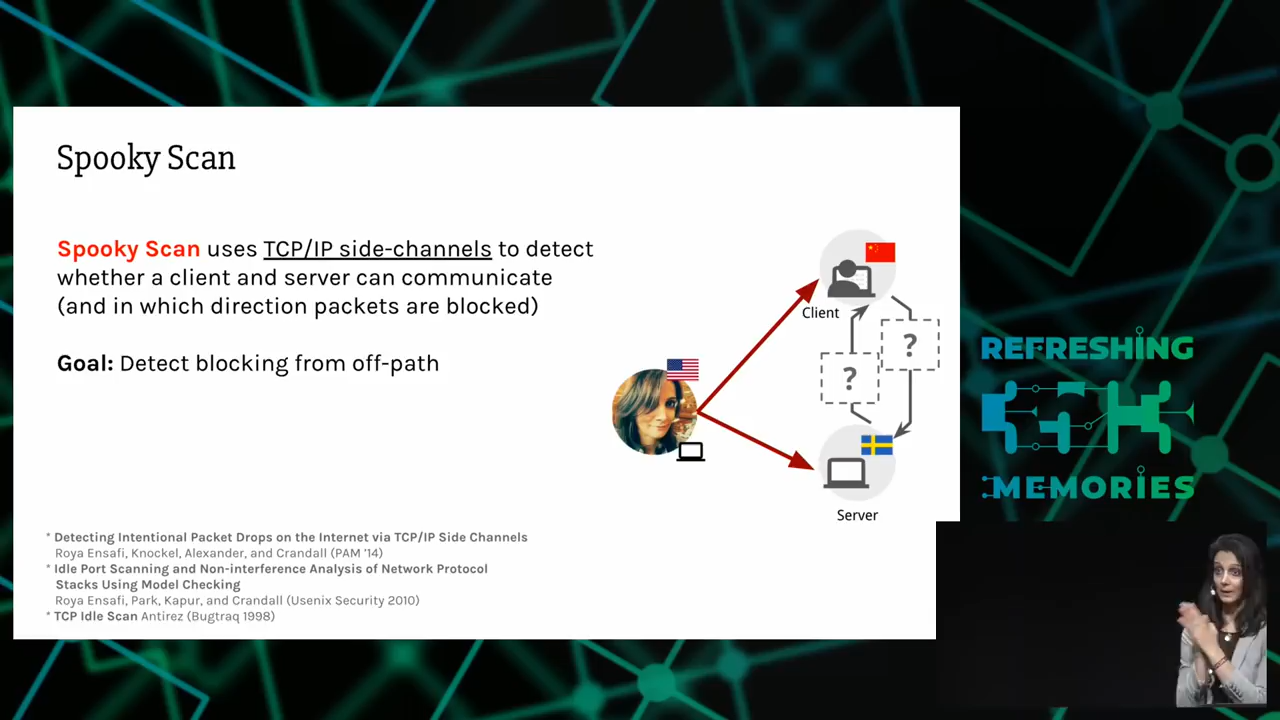 Spooky Scan
Spooky Scan uses TCP/IP side-channels to detect
whether a client and server can communicate
(and in which direction packets are blocked)
Goal: Detect blocking from off-path
Client
?
?
Server
* Detecting Intentional Packet Drops on the Internet via TCP/IP Side Channels
Roya Ensafi, Knockel, Alexander, and Crandall (PAM '14)
* Idle Port Scanning and Non-interference Analysis of Network Protocol
Stacks Using Model Checking
Roya Ensafi, Park, Kapur, and Crandall (Usenix Security 2010)
* TCP Idle Scan Antirez (Bugtraq 1998)
REFRESHING
MEMORIES